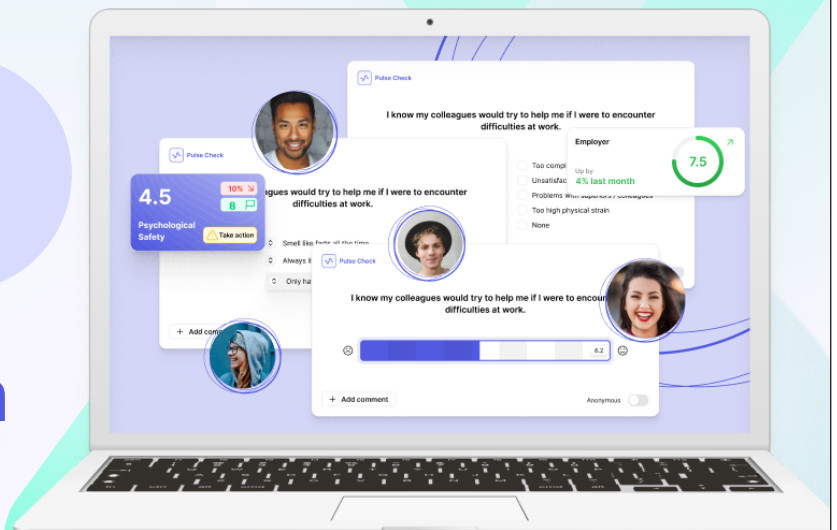 Pulse Check
I know my colleagues would try to help me if I were to encounter
difficulties at work.
Employer
Up by
4% last month
7.5
Too compl
Unsatisfac
Problems with superiors / colleagues
Too high physical strain
None
Pulse Check
agues would try to help me if I were to encounter
difficulties at work.
4.5
10%
8
Psychological
Safety
Take action
Smell like farts all the time
Always li
Only ha
+ Add com
Pulse Check
I know my colleagues would try to help me if I were to encoun
difficulties at work.
6.2
+ Add comment
Anonymous